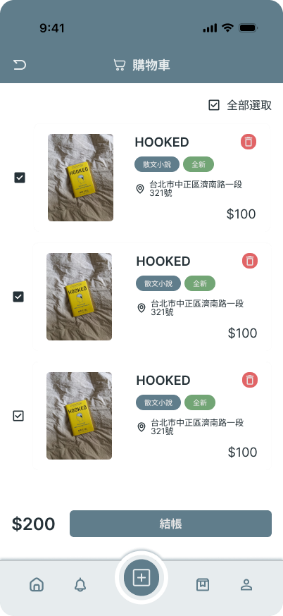 9:41
購物車
全部選取
HOOKED
HOOKED
散文小說 全新
台北市中正區濟南路一段
321號
$100
HOOKED
HOOKED
散文小說 全新
台北市中正區濟南路一段
321號
$100
HOOKED
HOOKED
散文小說 全新
台北市中正區濟南路一段
321號
$100
$200 結帳